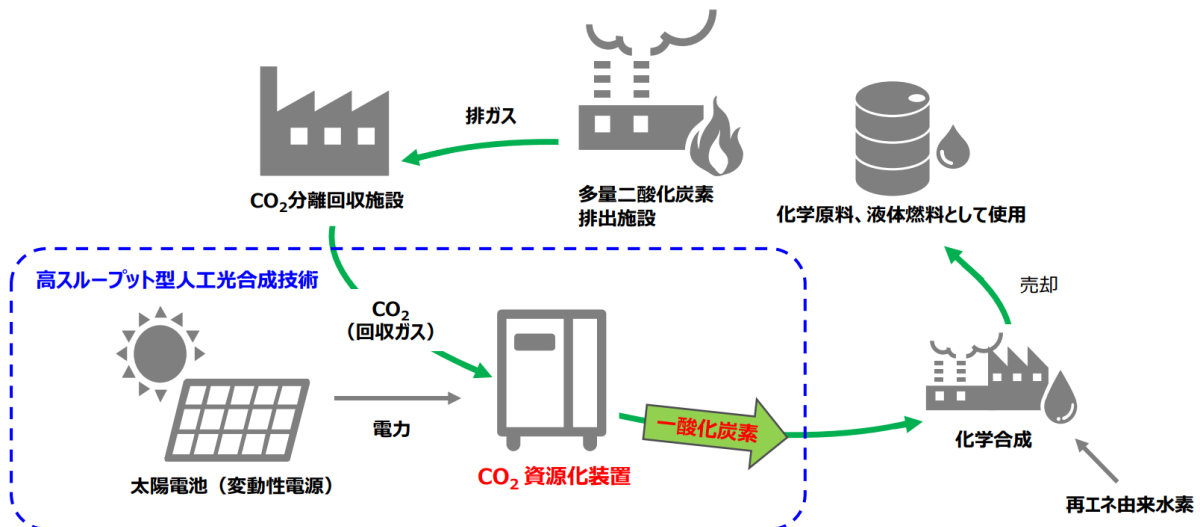 排ガス
CO2分離回収施設
多量二酸化炭素
排出施設
化学原料、液体燃料として使用
高スループット型人工光合成技術
売却
CO2
（回収ガス）
電力
一酸化炭素
化学合成
太陽電池（変動性電源）
CO2 資源化装置
再エネ由来水素